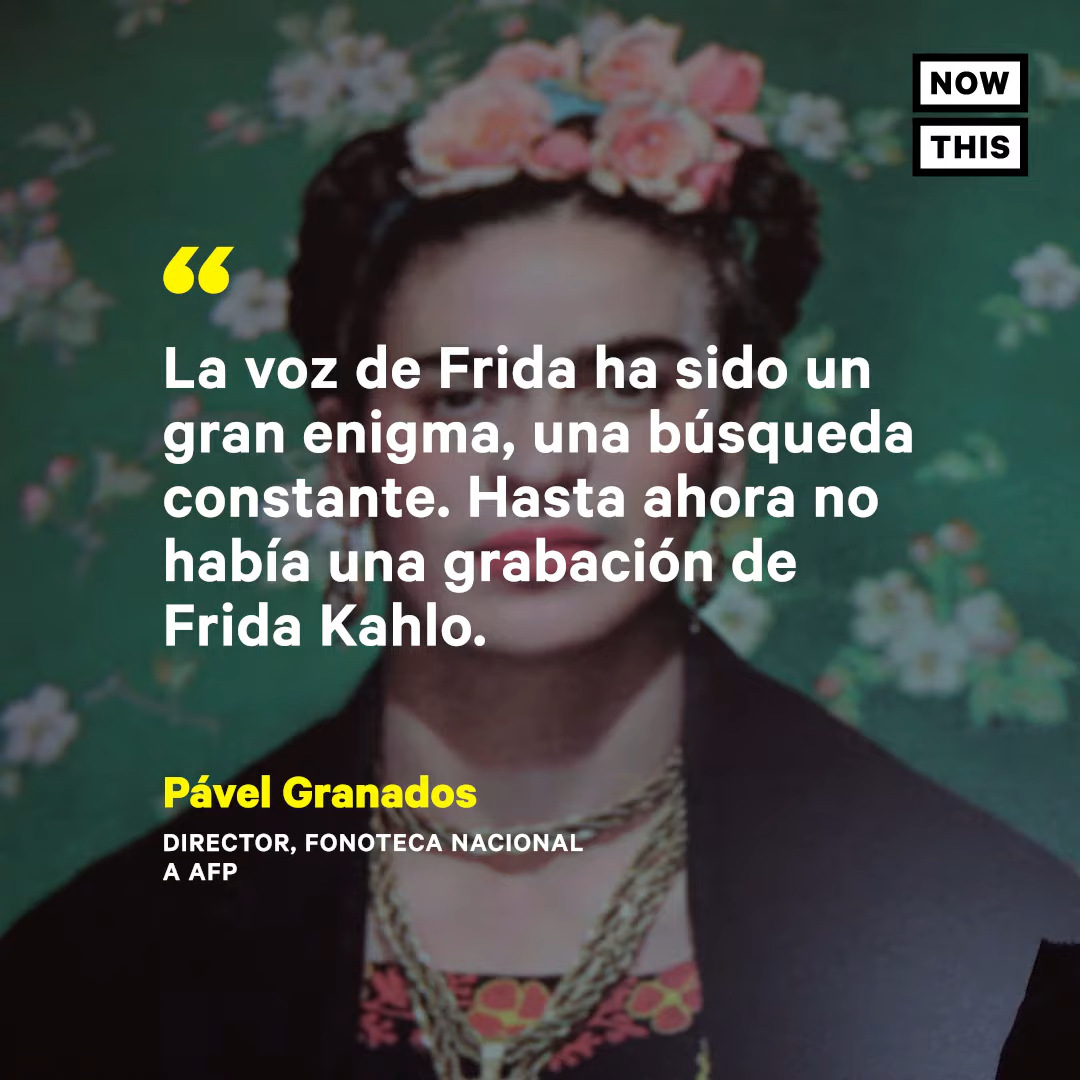 NOW
THIS
“
La voz de Frida ha sido un
gran enigma, una búsqueda
constante. Hasta ahora no
había una grabación de
Frida Kahlo.
Pável Granados
DIRECTOR, FONOTECA NACIONAL
A AFP